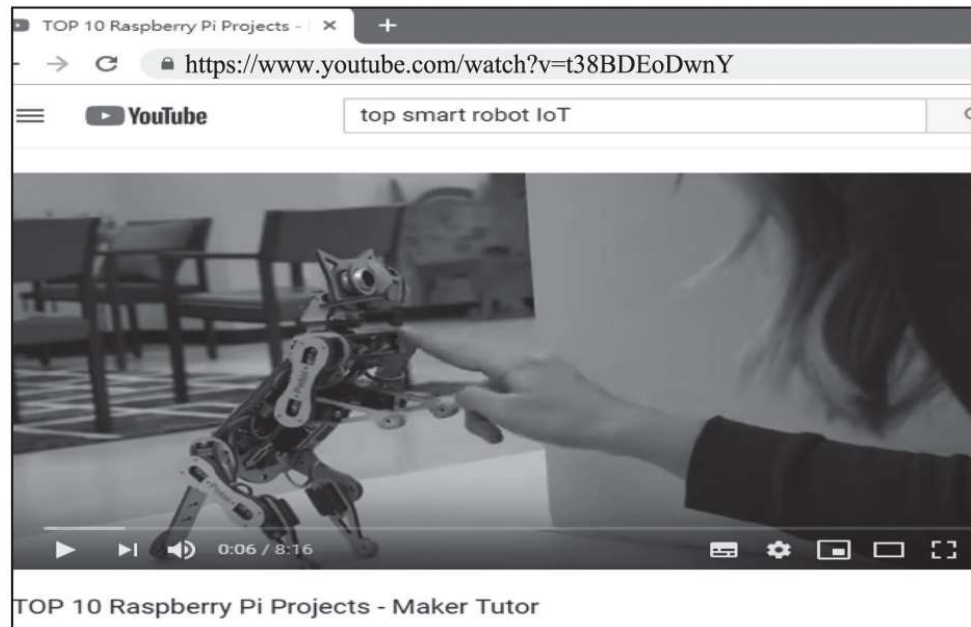 TOP 10 Raspberry Pi Projects -
https://www.youtube.com/watch?v=t38BDEoDwnY
YouTube
top smart robot IoT
0:06 / 8:16
TOP 10 Raspberry Pi Projects - Maker Tutor